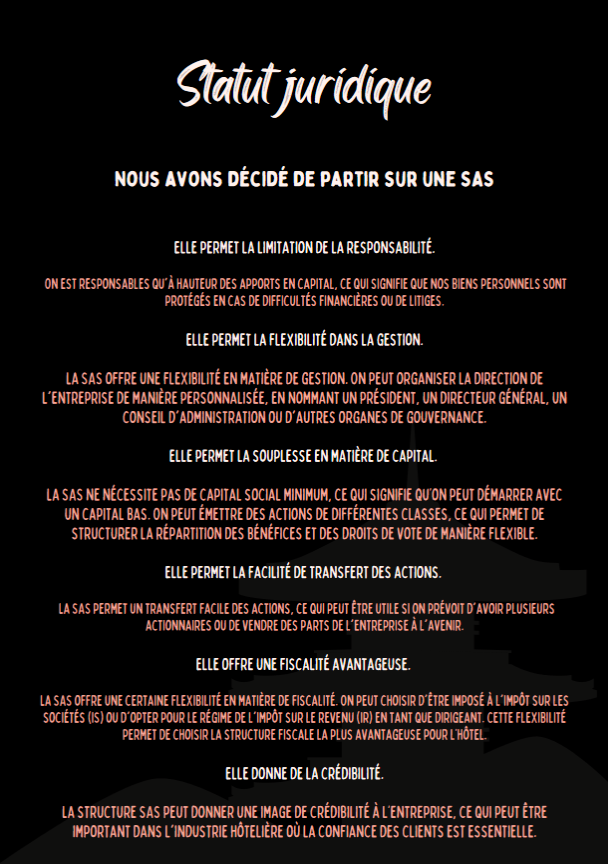 Statut juridique
NOUS AVONS DÉCIDÉ DE PARTIR SUR UNE SAS
ELLE PERMET LA LIMITATION DE LA RESPONSABILITÉ.
ON EST RESPONSABLES QU'À HAUTEUR DES APPORTS EN CAPITAL, CE QUI SIGNIFIE QUE NOS BIENS PERSONNELS SONT
PROTÉGÉS EN CAS DE DIFFICULTÉS FINANCIÈRES OU DE LITIGES.
ELLE PERMET LA FLEXIBILITÉ DANS LA GESTION.
LA SAS OFFRE UNE FLEXIBILITÉ EN MATIÈRE DE GESTION. ON PEUT ORGANISER LA DIRECTION DE
L'ENTREPRISE DE MANIÈRE PERSONNALISÉE, EN NOMMANT UN PRÉSIDENT, UN DIRECTEUR GÉNÉRAL, UN
CONSEIL D'ADMINISTRATION OU D'AUTRES ORGANES DE GOUVERNANCE.
ELLE PERMET LA SOUPLESSE EN MATIÈRE DE CAPITAL.
LA SAS NE NÉCESSITE PAS DE CAPITAL SOCIAL MINIMUM, CE QUI SIGNIFIE QU'ON PEUT DÉMARRER AVEC
UN CAPITAL BAS. ON PEUT ÉMETTRE DES ACTIONS DE DIFFÉRENTES CLASSES, CE QUI PERMET DE
STRUCTURER LA RÉPARTITION DES BÉNÉFICES ET DES DROITS DE VOTE DE MANIÈRE FLEXIBLE.
ELLE PERMET LA FACILITÉ DE TRANSFERT DES ACTIONS.
LA SAS PERMET UN TRANSFERT FACILE DES ACTIONS, CE QUI PEUT ÊTRE UTILE SI ON PRÉVOIT D'AVOIR PLUSIEURS
ACTIONNAIRES OU DE VENDRE DES PARTS DE L'ENTREPRISE À L'AVENIR.
ELLE OFFRE UNE FISCALITÉ AVANTAGEUSE.
LA SAS OFFRE UNE CERTAINE FLEXIBILITÉ EN MATIÈRE DE FISCALITÉ. ON PEUT CHOISIR D'ÊTRE IMPOSÉ À L'IMPÔT SUR LES
SOCIÉTÉS (IS) OU D'OPTER POUR LE RÉGIME DE L'IMPÔT SUR LE REVENU (IR) EN TANT QUE DIRIGEANT. CETTE FLEXIBILITÉ
PERMET DE CHOISIR LA STRUCTURE FISCALE LA PLUS AVANTAGEUSE POUR L'HÔTEL.
ELLE DONNE DE LA CRÉDIBILITÉ.
LA STRUCTURE SAS PEUT DONNER UNE IMAGE DE CRÉDIBILITÉ À L'ENTREPRISE, CE QUI PEUT ÊTRE
IMPORTANT DANS L'INDUSTRIE HÔTELIÈRE OÙ LA CONFIANCE DES CLIENTS EST ESSENTIELLE.